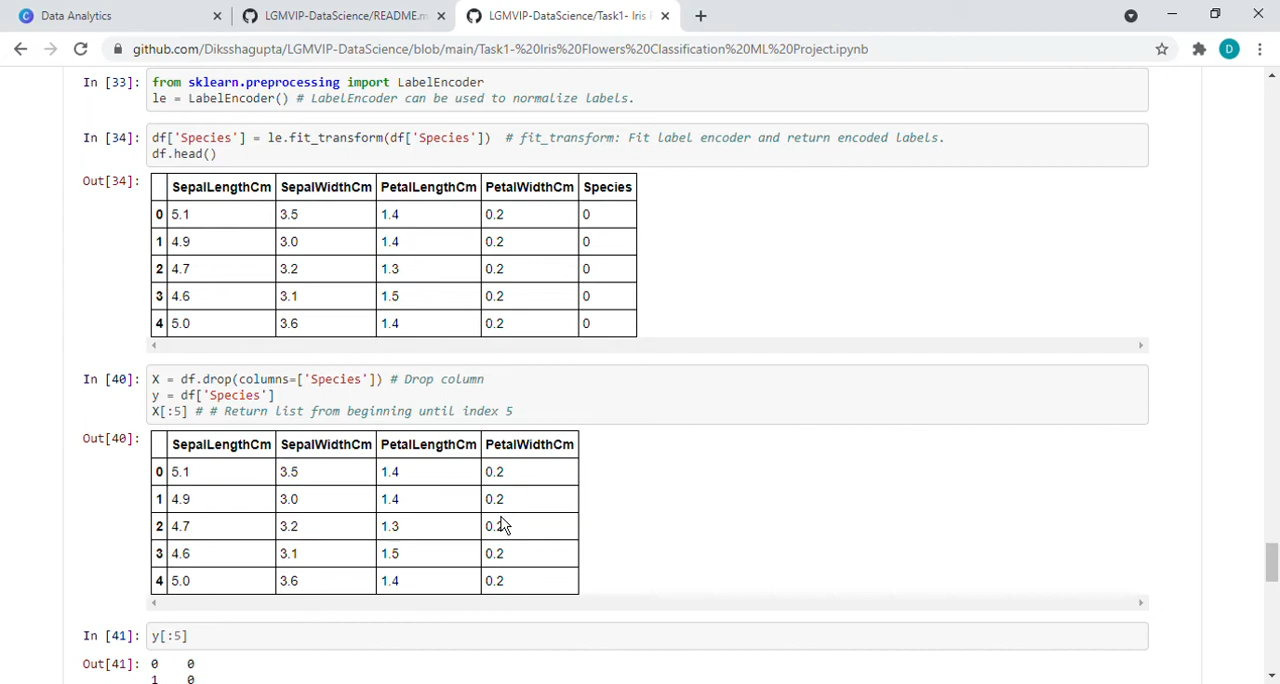 Data Analytics
LGMVIP-DataScience/README.m
LGMVIP-DataScience/Task1- Iris F
github.com/Diksshagupta/LGMVIP-DataScience/blob/main/Task1-%20Iris%20Flowers%20Classification%20ML%20Project.ipynb
D
In [33]: from sklearn.preprocessing import LabelEncoder
le = LabelEncoder() # LabelEncoder can be used to normalize labels.
In [34]: df['Species'] = le.fit_transform(df['Species']) # fit_transform: Fit label encoder and return encoded labels.
df.head()
Out[34]:
SepalLengthCm SepalWidthCm PetalLengthCm PetalWidthCm Species
0 5.1 3.5 1.4 0.2 0
1 4.9 3.0 1.4 0.2 0
2 4.7 3.2 1.3 0.2 0
3 4.6 3.1 1.5 0.2 0
4 5.0 3.6 1.4 0.2 0
In [40]: X = df.drop(columns=['Species']) # Drop column
y = df['Species']
X[:5] # # Return list from beginning until index 5
Out[40]:
SepalLengthCm SepalWidthCm PetalLengthCm PetalWidthCm
0 5.1 3.5 1.4 0.2
1 4.9 3.0 1.4 0.2
2 4.7 3.2 1.3 0.2
3 4.6 3.1 1.5 0.2
4 5.0 3.6 1.4 0.2
In [41]: y[:5]
Out[41]: 0 0
1 0